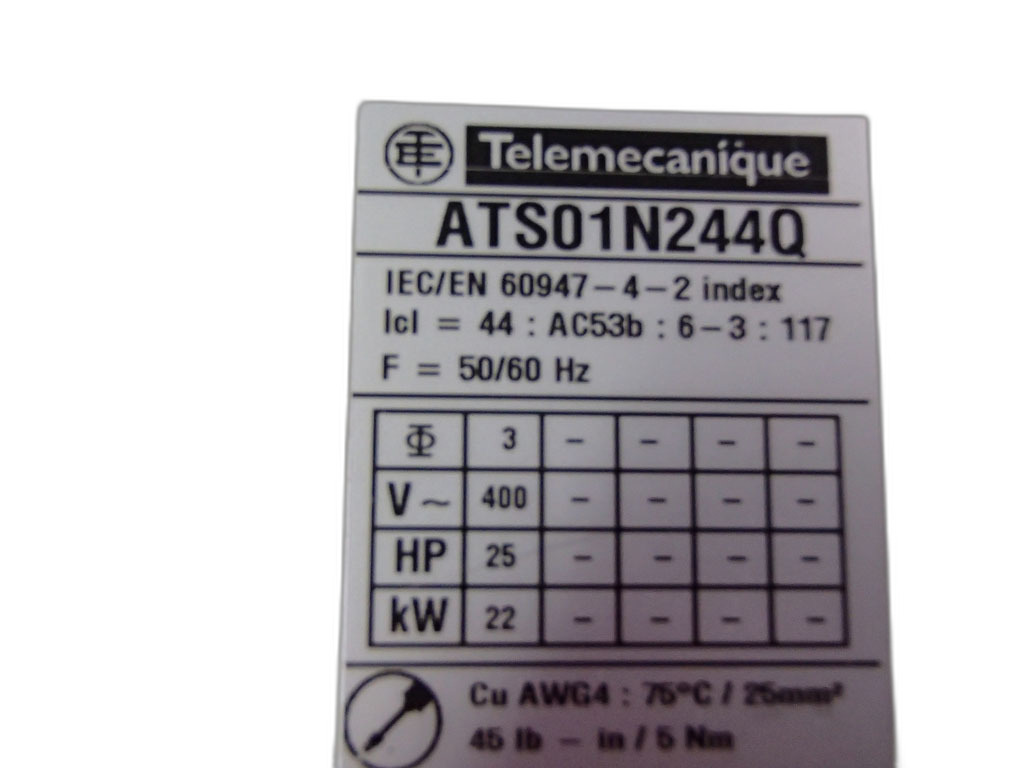 Telemecanique
ATS01N244Q
IEC/EN 60947-4-2 index
Icl = 44 : AC53b : 6-3 : 117
F = 50/60 Hz
Φ 3 - - - -
V~ 400 - - - -
HP 25 - - - -
kW 22 - - - -
Cu AWG4 : 75°C / 25mm²
45 lb - in / 5 Nm